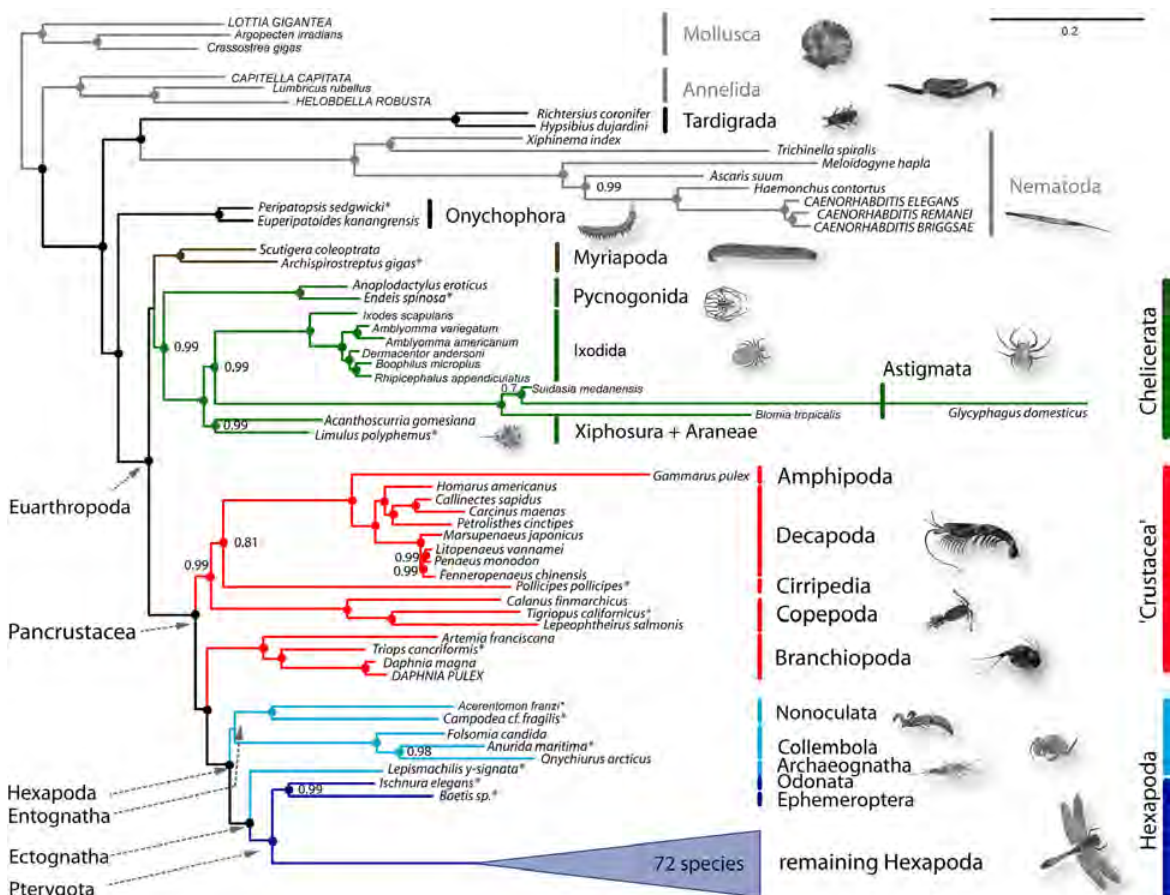 LOTTIA GIGANTEA
Argopecten irradians
Crassostrea gigas
Mollusca
0.2
CAPITELLA CAPITATA
Lumbricus rubellus
HELOBDELLA ROBUSTA
Annelida
Richtersius coronifer
Hypsibius dujardini
Tardigrada
Xiphinema index
Trichinella spiralis
Meloidogyne hapla
Ascaris suum
0.99
Haemonchus contortus
CAENORHABDITIS ELEGANS
CAENORHABDITIS REMANEI
CAENORHABDITIS BRIGGSAE
Nematoda
Peripatopsis sedgwicki*
Euperipatoides kanangrensis
Onychophora
Scutigera coleoptrata
Archispirostreptus gigas*
Myriapoda
Anoplodactylus eroticus
Endeis spinosa*
Pycnogonida
0.99
0.99
Ixodes scapularis
Amblyomma variegatum
Amblyomma americanum
Dermacentor andersoni
Boophilus microplus
Rhipicephalus appendiculatus
Ixodida
0.7
Suidasia medanensis
Blomia tropicalis
Glycyphagus domesticus
Astigmata
Acanthoscurria gomesiana
0.99
Limulus polyphemus*
Xiphosura + Araneae
Chelicerata
Euarthropoda
Gammarus pulex
Amphipoda
Homarus americanus
Callinectes sapidus
Carcinus maenas
Petrolisthes cinctipes
Marsupenaeus japonicus
Litopenaeus vannamei
0.99
Penaeus monodon
0.99
Fenneropenaeus chinensis
Decapoda
0.81
0.99
Pollicipes pollicipes*
Cirripedia
Calanus finmarchicus
Tigriopus californicus*
Lepeophtheirus salmonis
Copepoda
Pancrustacea
Artemia franciscana
Triops cancriformis*
Daphnia magna
DAPHNIA PULEX
Branchiopoda
'Crustacea'
Acerentomon franzi*
Campodea cf. fragilis*
Nonoculata
Folsomia candida
Anurida maritima*
0.98
Onychiurus arcticus
Collembola
Lepismachilis y-signata*
Archaeognatha
Ischnura elegans*
0.99
Odonata
Baetis sp.*
Ephemeroptera
Hexapoda
Entognatha
Ectognatha
Pterygota
72 species
remaining Hexapoda
Hexapoda